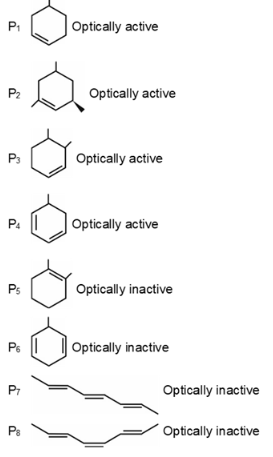 P₁ Optically active
P₂ Optically active
P₃ Optically active
P₄ Optically active
P₅ Optically inactive
P₆ Optically inactive
P₇ Optically inactive
P₈ Optically inactive